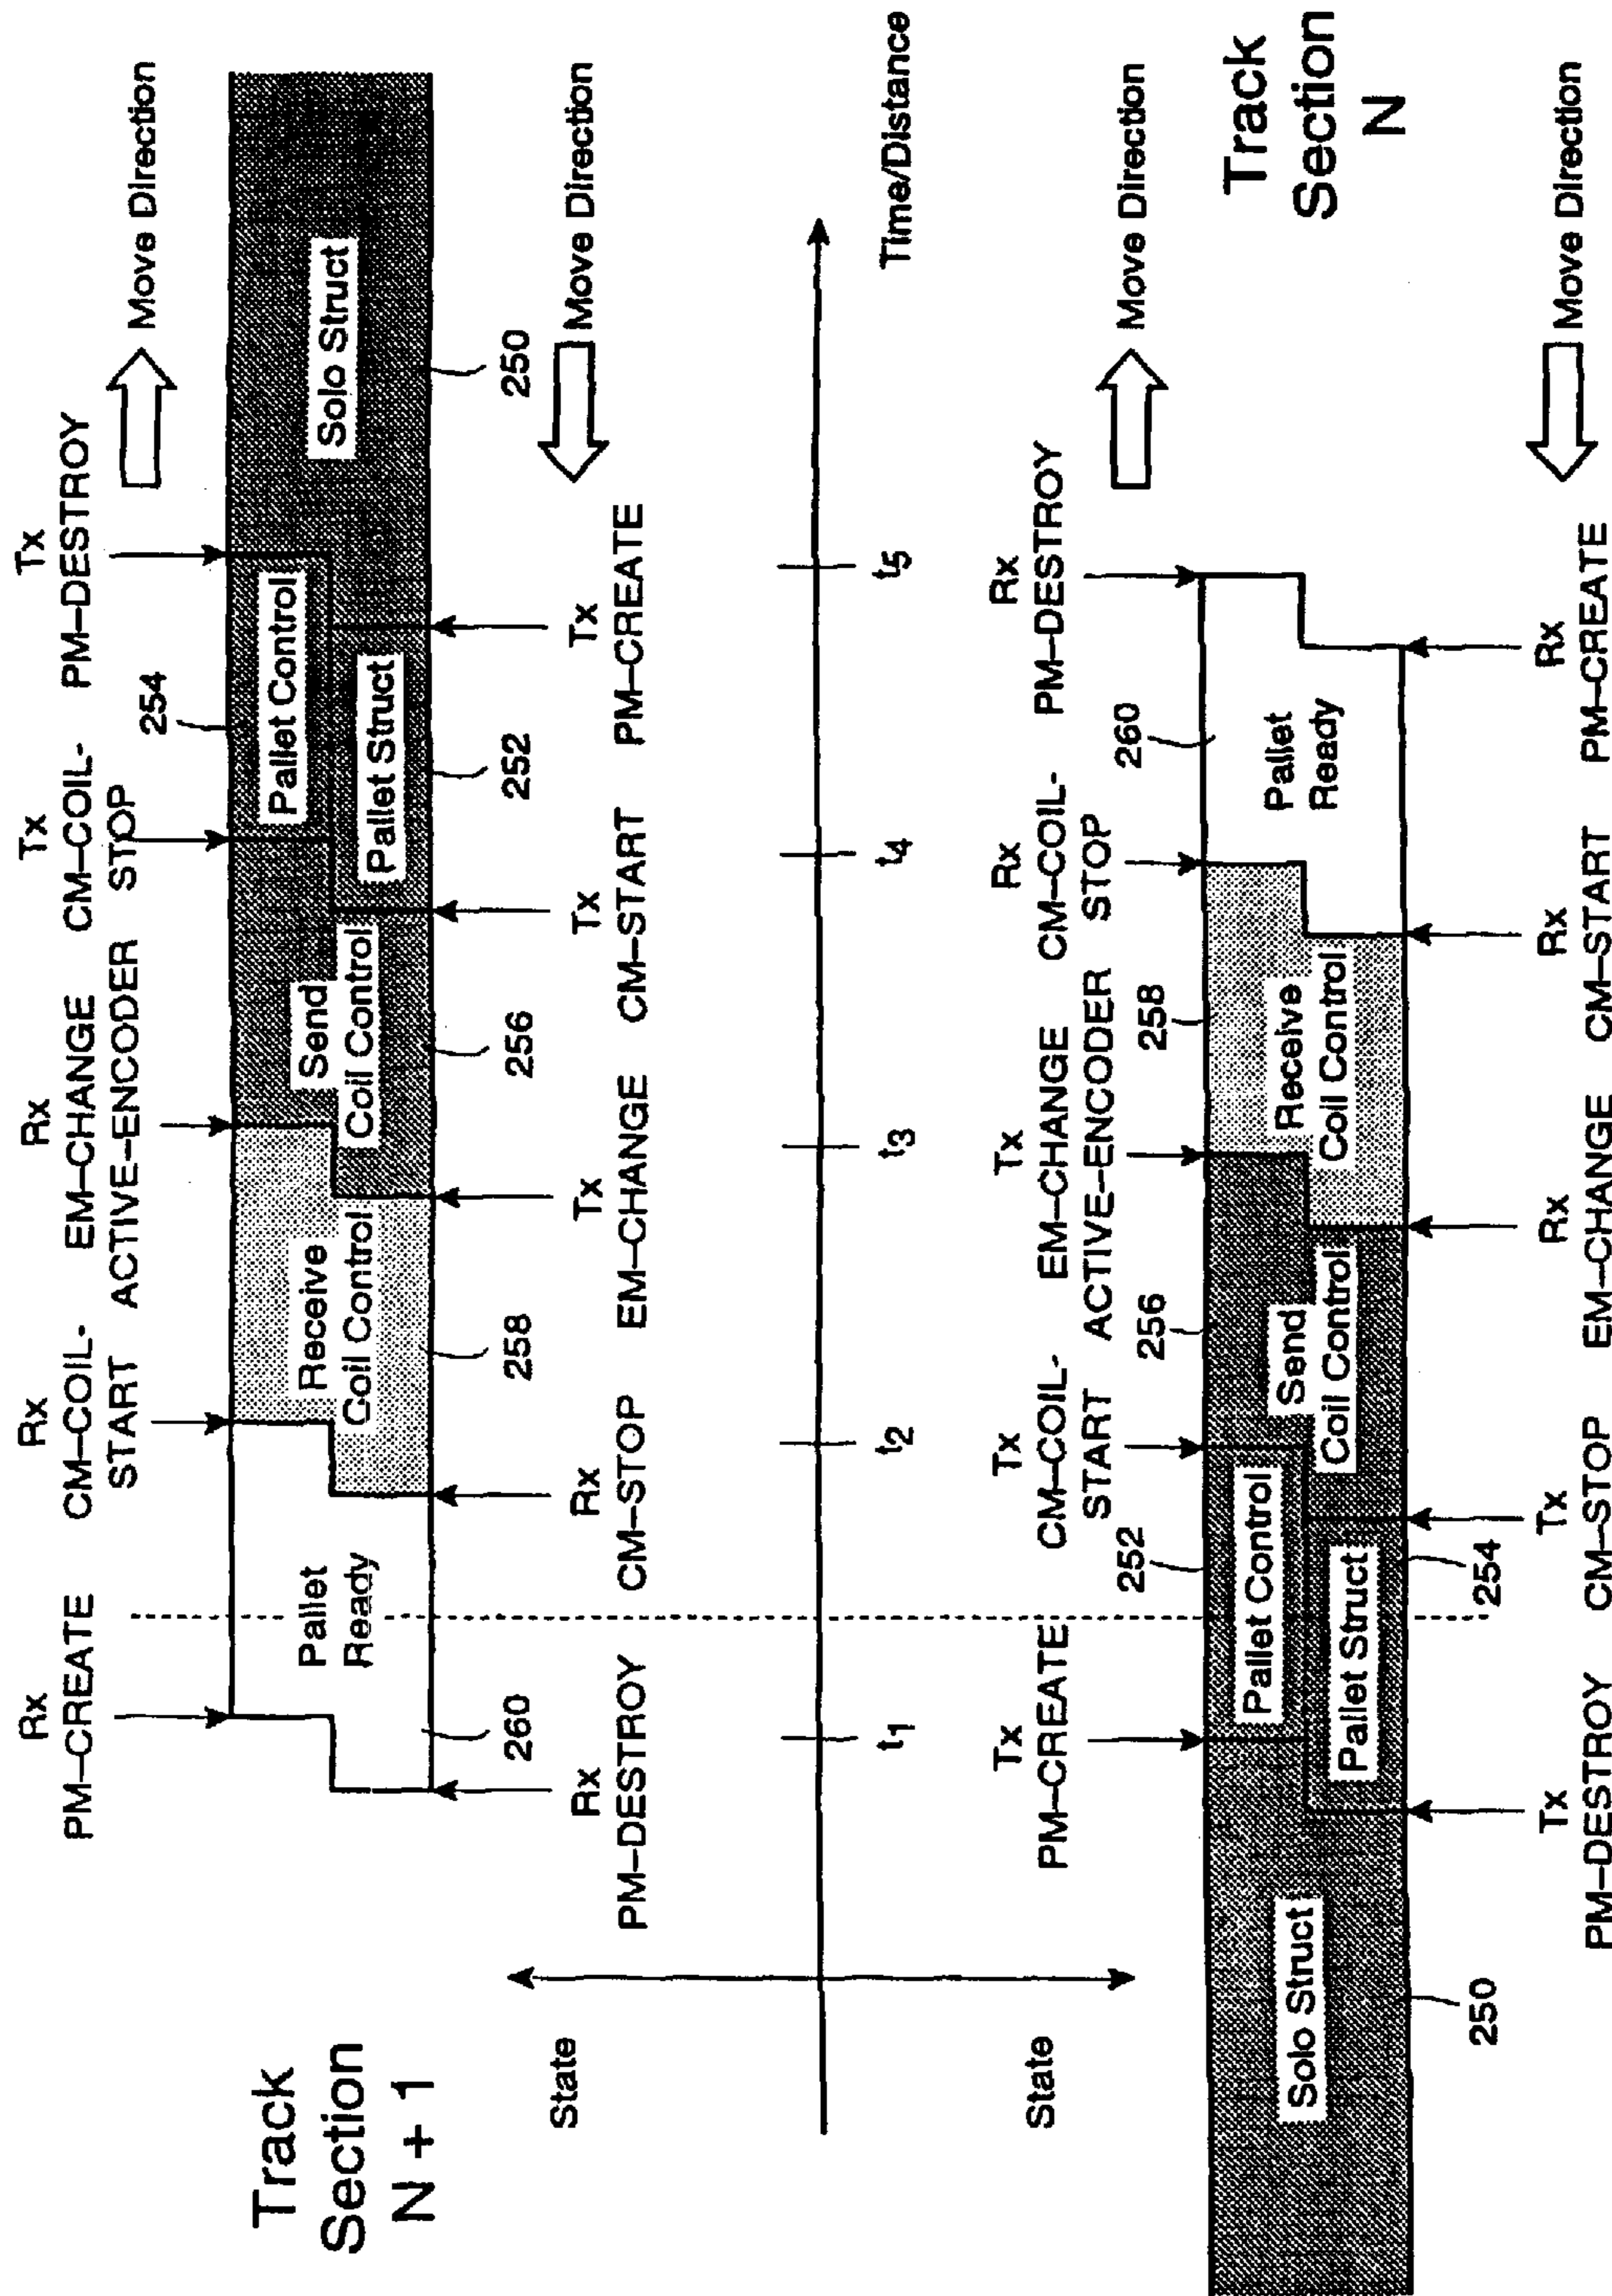 Track
Section
N + 1
Rx
PM–CREATE
Rx
CM–COIL-
START
Rx
EM–CHANGE
ACTIVE–ENCODER
Tx
CM–COIL-
STOP
Tx
PM–DESTROY
Move Direction
254
Pallet
Ready
Receive
Coil Control
Send
Coil Control
Pallet Control
Pallet Struct
Solo Struct
260
258
256
252
250
Rx
PM–DESTROY
Rx
CM–STOP
Tx
EM–CHANGE
Tx
CM–START
Tx
PM–CREATE
Move Direction
State
t1
t2
t3
t4
t5
Time/Distance
State
Tx
PM–CREATE
Tx
CM–COIL-
START
Tx
EM–CHANGE
ACTIVE–ENCODER
Rx
CM–COIL-
STOP
Rx
PM–DESTROY
Move Direction
252
256
258
260
Solo Struct
Pallet Control
Pallet Struct
Send
Coil Control
Receive
Coil Control
Pallet
Ready
Track
Section
N
250
254
Tx
PM–DESTROY
Tx
CM–STOP
Rx
EM–CHANGE
Rx
CM–START
Rx
PM–CREATE
Move Direction